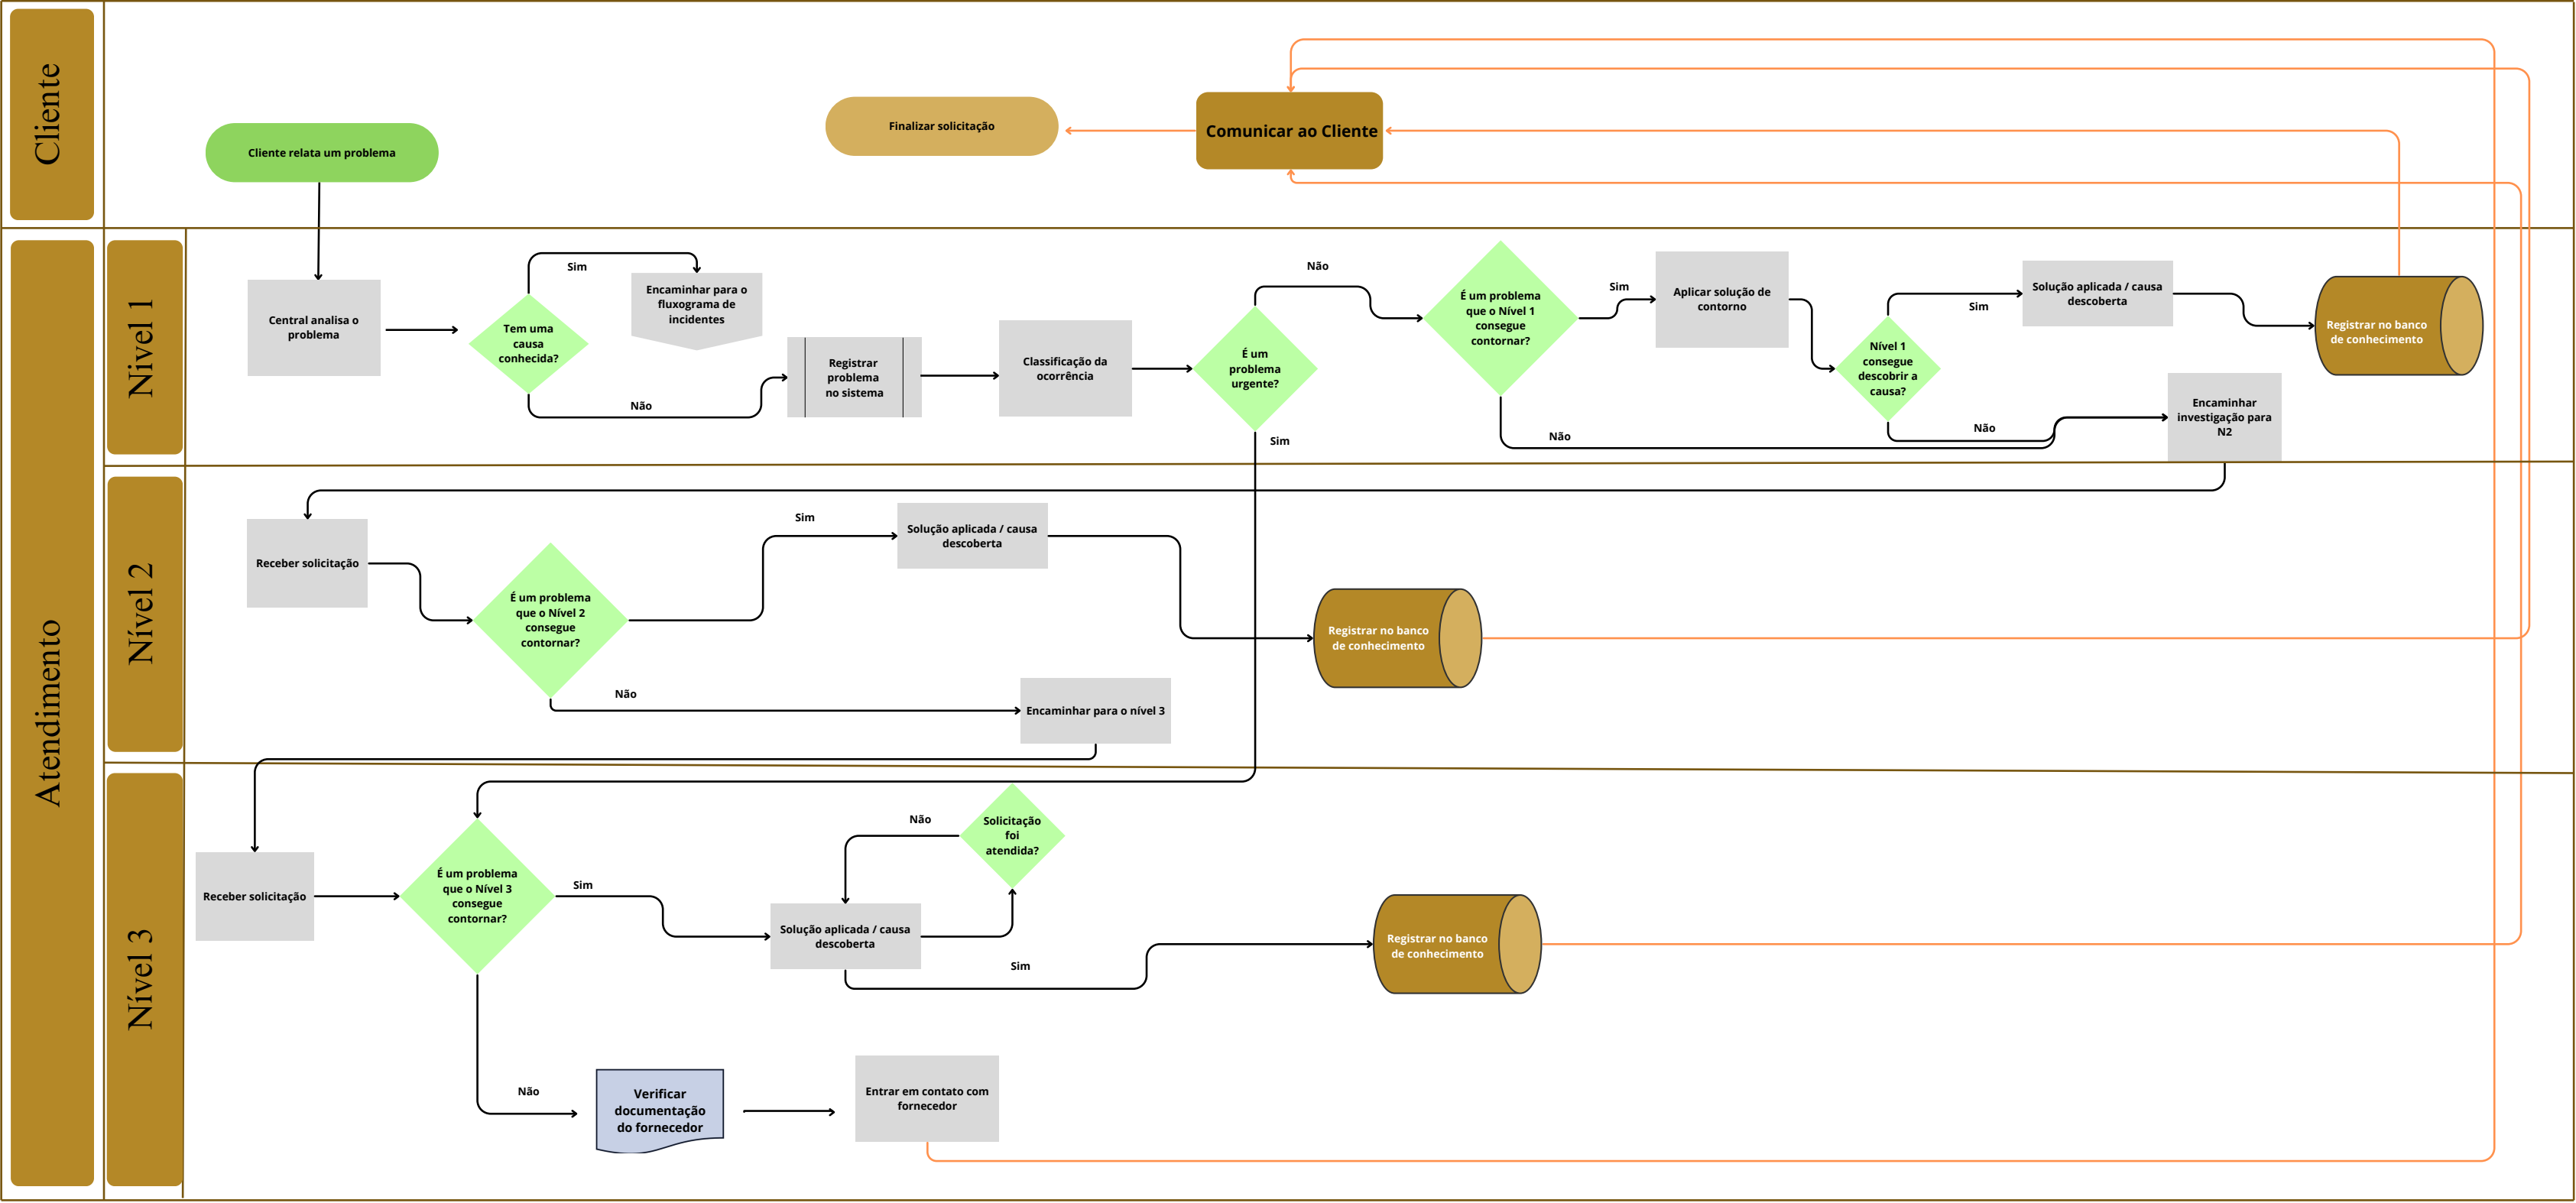 Cliente
Cliente relata um problema
Finalizar solicitação
Comunicar ao Cliente
Atendimento
Nivel 1
Central analisa o
problema
Tem uma
causa
conhecida?
Sim
Encaminhar para o
fluxograma de
incidentes
Não
Registrar
problema
no sistema
Classificação da
ocorrência
É um
problema
urgente?
Não
Sim
É um problema
que o Nível 1
consegue
contornar?
Sim
Não
Aplicar solução de
contorno
Nível 1
consegue
descobrir a
causa?
Sim
Não
Solução aplicada / causa
descoberta
Encaminhar
investigação para
N2
Registrar no banco
de conhecimento
Nível 2
Receber solicitação
É um problema
que o Nível 2
consegue
contornar?
Sim
Não
Solução aplicada / causa
descoberta
Encaminhar para o nível 3
Registrar no banco
de conhecimento
Nível 3
Receber solicitação
É um problema
que o Nível 3
consegue
contornar?
Sim
Solução aplicada / causa
descoberta
Não
Solicitação
foi
atendida?
Sim
Registrar no banco
de conhecimento
Não
Verificar
documentação
do fornecedor
Entrar em contato com
fornecedor